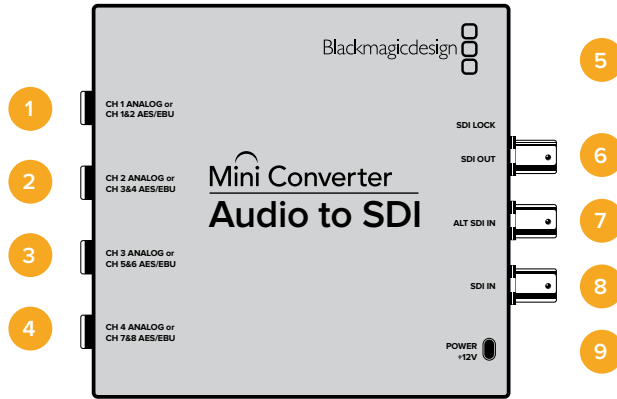 Blackmagicdesign
1
CH 1 ANALOG or
CH 1&2 AES/EBU
2
CH 2 ANALOG or
CH 3&4 AES/EBU
3
CH 3 ANALOG or
CH 5&6 AES/EBU
4
CH 4 ANALOG or
CH 7&8 AES/EBU
Mini Converter
Audio to SDI
5
SDI LOCK
SDI OUT
6
ALT SDI IN
7
SDI IN
8
POWER
+12V
9